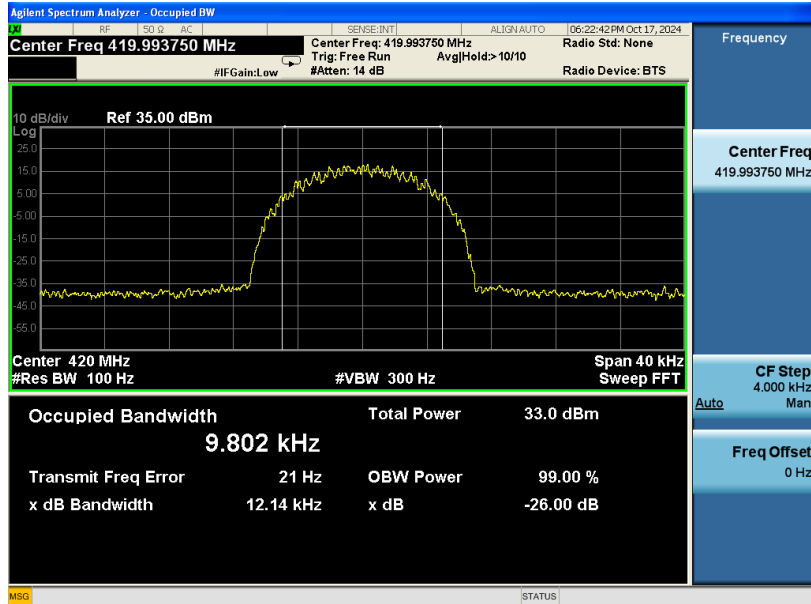 Agilent Spectrum Analyzer - Occupied BW
LXI RF 50 Ω AC SENSE:INT ALIGN AUTO 06:22:42 PM Oct 17, 2024
Center Freq 419.993750 MHz
Center Freq: 419.993750 MHz Radio Std: None
Trig: Free Run Avg|Hold:> 10/10
#IFGain:Low #Atten: 14 dB Radio Device: BTS
10 dB/div Ref 35.00 dBm
Log
25.0
15.0
5.00
-5.00
-15.0
-25.0
-35.0
-45.0
-55.0
Center 420 MHz Span 40 kHz
#Res BW 100 Hz #VBW 300 Hz Sweep FFT
Occupied Bandwidth Total Power 33.0 dBm
9.802 kHz
Transmit Freq Error 21 Hz OBW Power 99.00 %
x dB Bandwidth 12.14 kHz x dB -26.00 dB
MSG STATUS
Frequency
Center Freq
419.993750 MHz
CF Step
4.000 kHz
Auto Man
Freq Offset
0 Hz